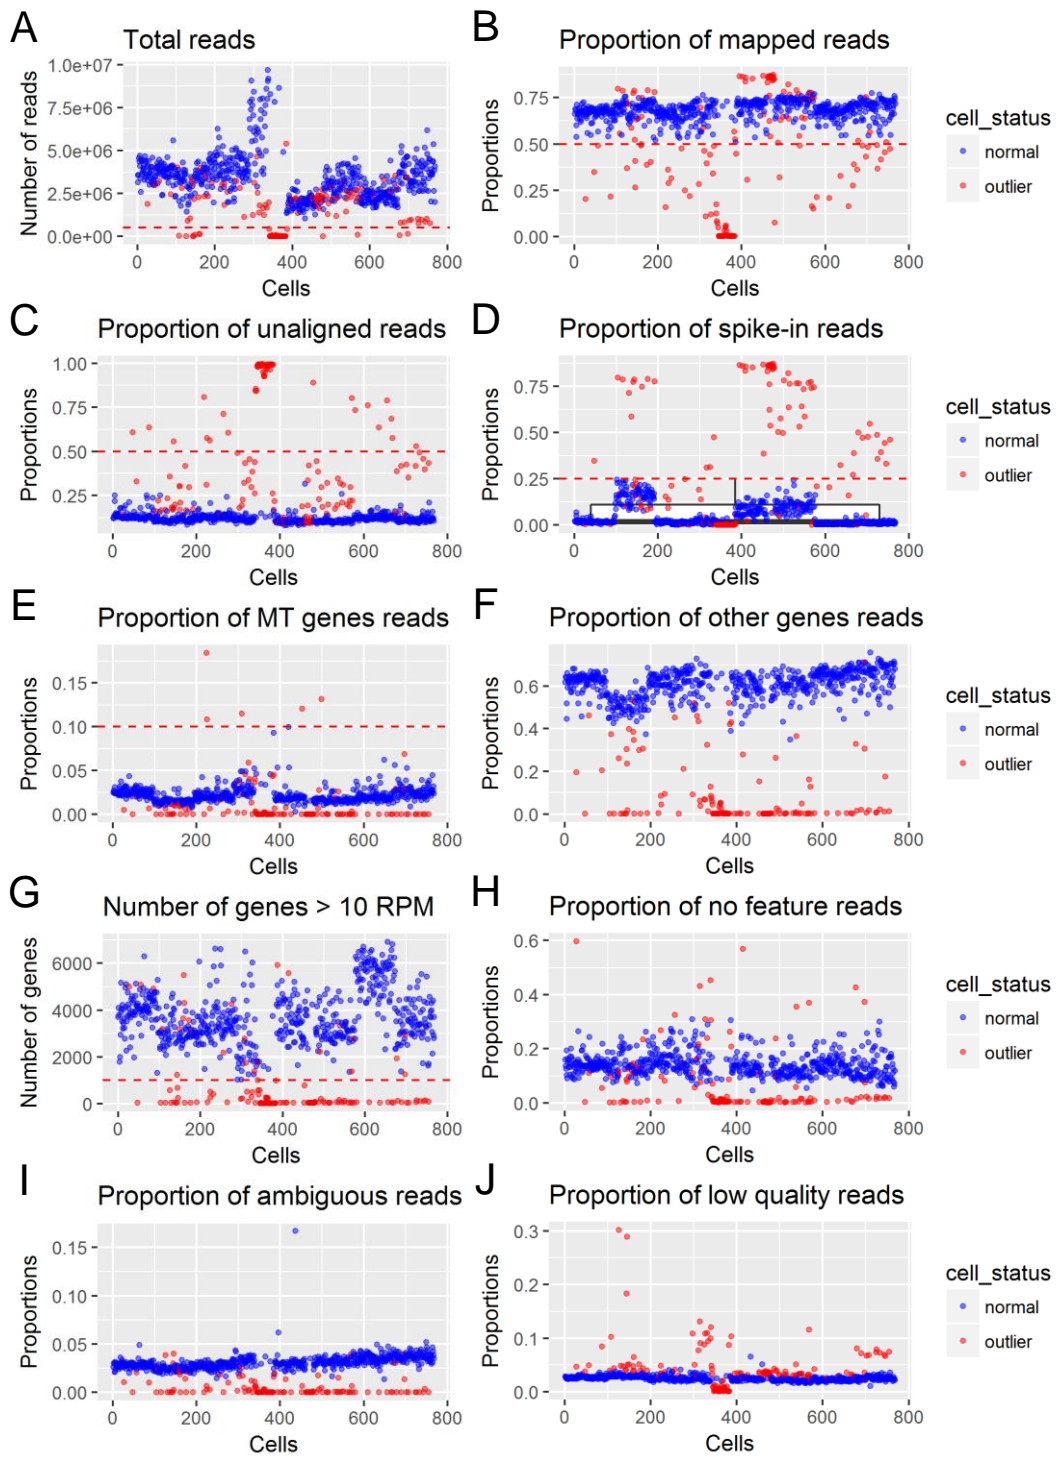 A
Total reads
Number of reads
1.0e+07
7.5e+06
5.0e+06
2.5e+06
0.0e+00
0 200 400 600 800
Cells
B
Proportion of mapped reads
Proportions
0.75
0.50
0.25
0.00
0 200 400 600 800
Cells
cell_status
normal
outlier
C
Proportion of unaligned reads
Proportions
1.00
0.75
0.50
0.25
0 200 400 600 800
Cells
D
Proportion of spike-in reads
Proportions
0.75
0.50
0.25
0.00
0 200 400 600 800
Cells
cell_status
normal
outlier
E
Proportion of MT genes reads
Proportions
0.15
0.10
0.05
0.00
0 200 400 600 800
Cells
F
Proportion of other genes reads
Proportions
0.6
0.4
0.2
0.0
0 200 400 600 800
Cells
cell_status
normal
outlier
G
Number of genes > 10 RPM
Number of genes
6000
4000
2000
0
0 200 400 600 800
Cells
H
Proportion of no feature reads
Proportions
0.6
0.4
0.2
0.0
0 200 400 600 800
Cells
cell_status
normal
outlier
I
Proportion of ambiguous reads
Proportions
0.15
0.10
0.05
0.00
0 200 400 600 800
Cells
J
Proportion of low quality reads
Proportions
0.3
0.2
0.1
0.0
0 200 400 600 800
Cells
cell_status
normal
outlier